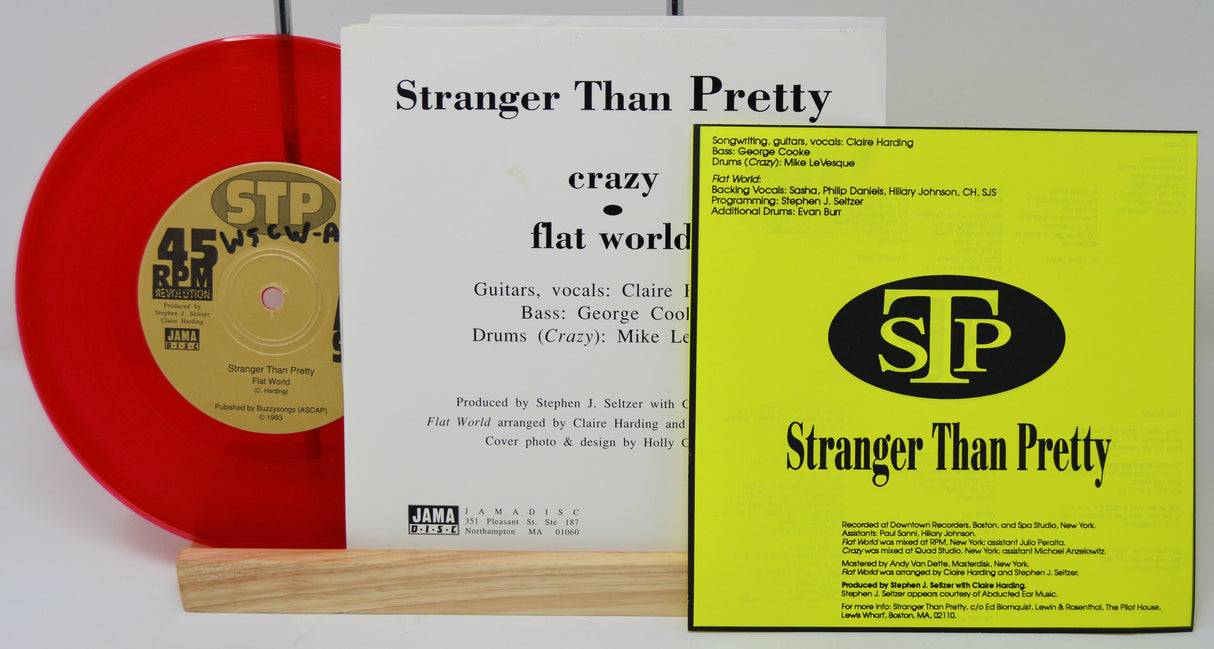 STP
WSCW-A
45
RPM
REVOLUTION
Produced by
Stephen J. Seltzer
Claire Harding
JAMA
D·I·S·C
Stranger Than Pretty
Flat World
(C. Harding)
Pubished by Buzzysongs (ASCAP)
© 1993
Stranger Than Pretty
crazy
•
flat world
Guitars, vocals: Claire
Bass: George
Drums (Crazy): Mike
Produced by Stephen J. Seltzer with
Flat World arranged by Claire Harding and
Cover photo & design by Holly
JAMA
D·I·S·C
JAMADISC
351 Pleasant St. Ste 187
Northampton MA 01060
Songwriting, guitars, vocals: Claire Harding
Bass: George Cooke
Drums (Crazy): Mike LeVesque
Flat World:
Backing Vocals: Sasha, Philip Daniels, Hillary Johnson, CH, SJS
Programming: Stephen J. Seltzer
Additional Drums: Evan Burr
STP
Stranger Than Pretty
Recorded at Downtown Recorders, Boston, and Spa Studio, New York.
Assistants: Paul Sanni, Hillary Johnson.
Flat World was mixed at RPM, New York; assistant Julio Peralta.
Crazy was mixed at Quad Studio, New York; assistant Michael Anzelowitz.
Mastered by Andy Van Dette, Masterdisk, New York.
Flat World was arranged by Claire Harding and Stephen J. Seltzer.
Produced by Stephen J. Seltzer with Claire Harding.
Stephen J. Seltzer appears courtesy of Abducted Ear Music.
For more info: Stranger Than Pretty, c/o Ed Blomquist, Lewin & Rosenthal, The Pilot House,
Lewis Wharf, Boston, MA, 02110.